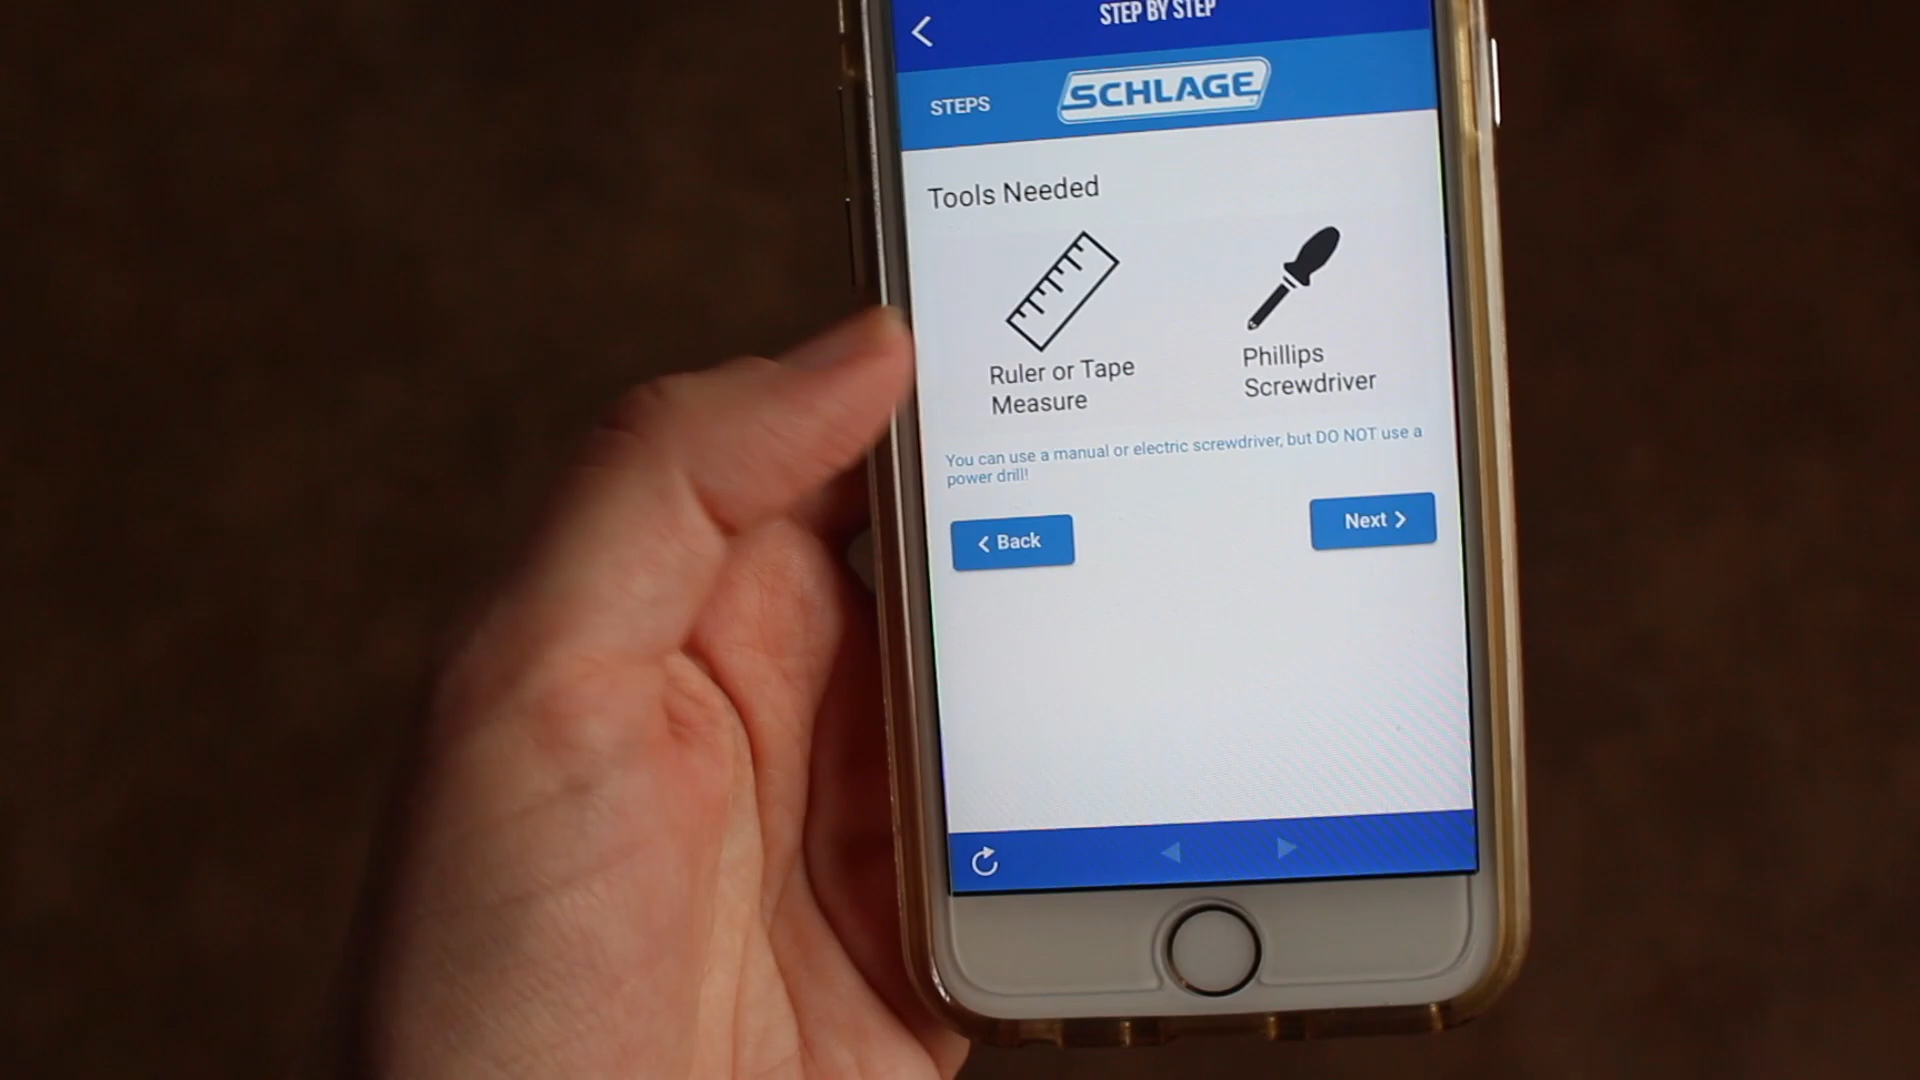 STEP BY STEP
STEPS
SCHLAGE
Tools Needed
Ruler or Tape
Measure
Phillips
Screwdriver
You can use a manual or electric screwdriver, but DO NOT use a
power drill!
Back
Next